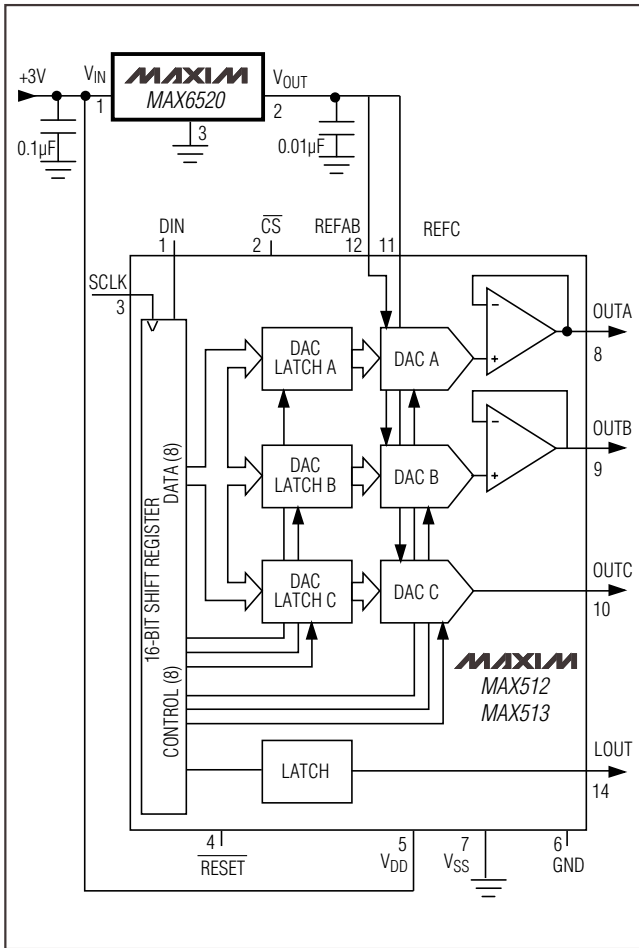 +3V
VIN
1
MAXIM
MAX6520
VOUT
2
3
0.1µF
0.01µF
DIN
1
CS
2
REFAB
12
11
REFC
SCLK
3
DAC
LATCH A
DAC A
OUTA
8
DAC
LATCH B
DAC B
OUTB
9
DAC
LATCH C
DAC C
OUTC
10
-
+
-
+
16-BIT SHIFT REGISTER
DATA (8)
CONTROL (8)
MAXIM
MAX512
MAX513
LATCH
LOUT
14
4
RESET
5
VDD
7
VSS
6
GND